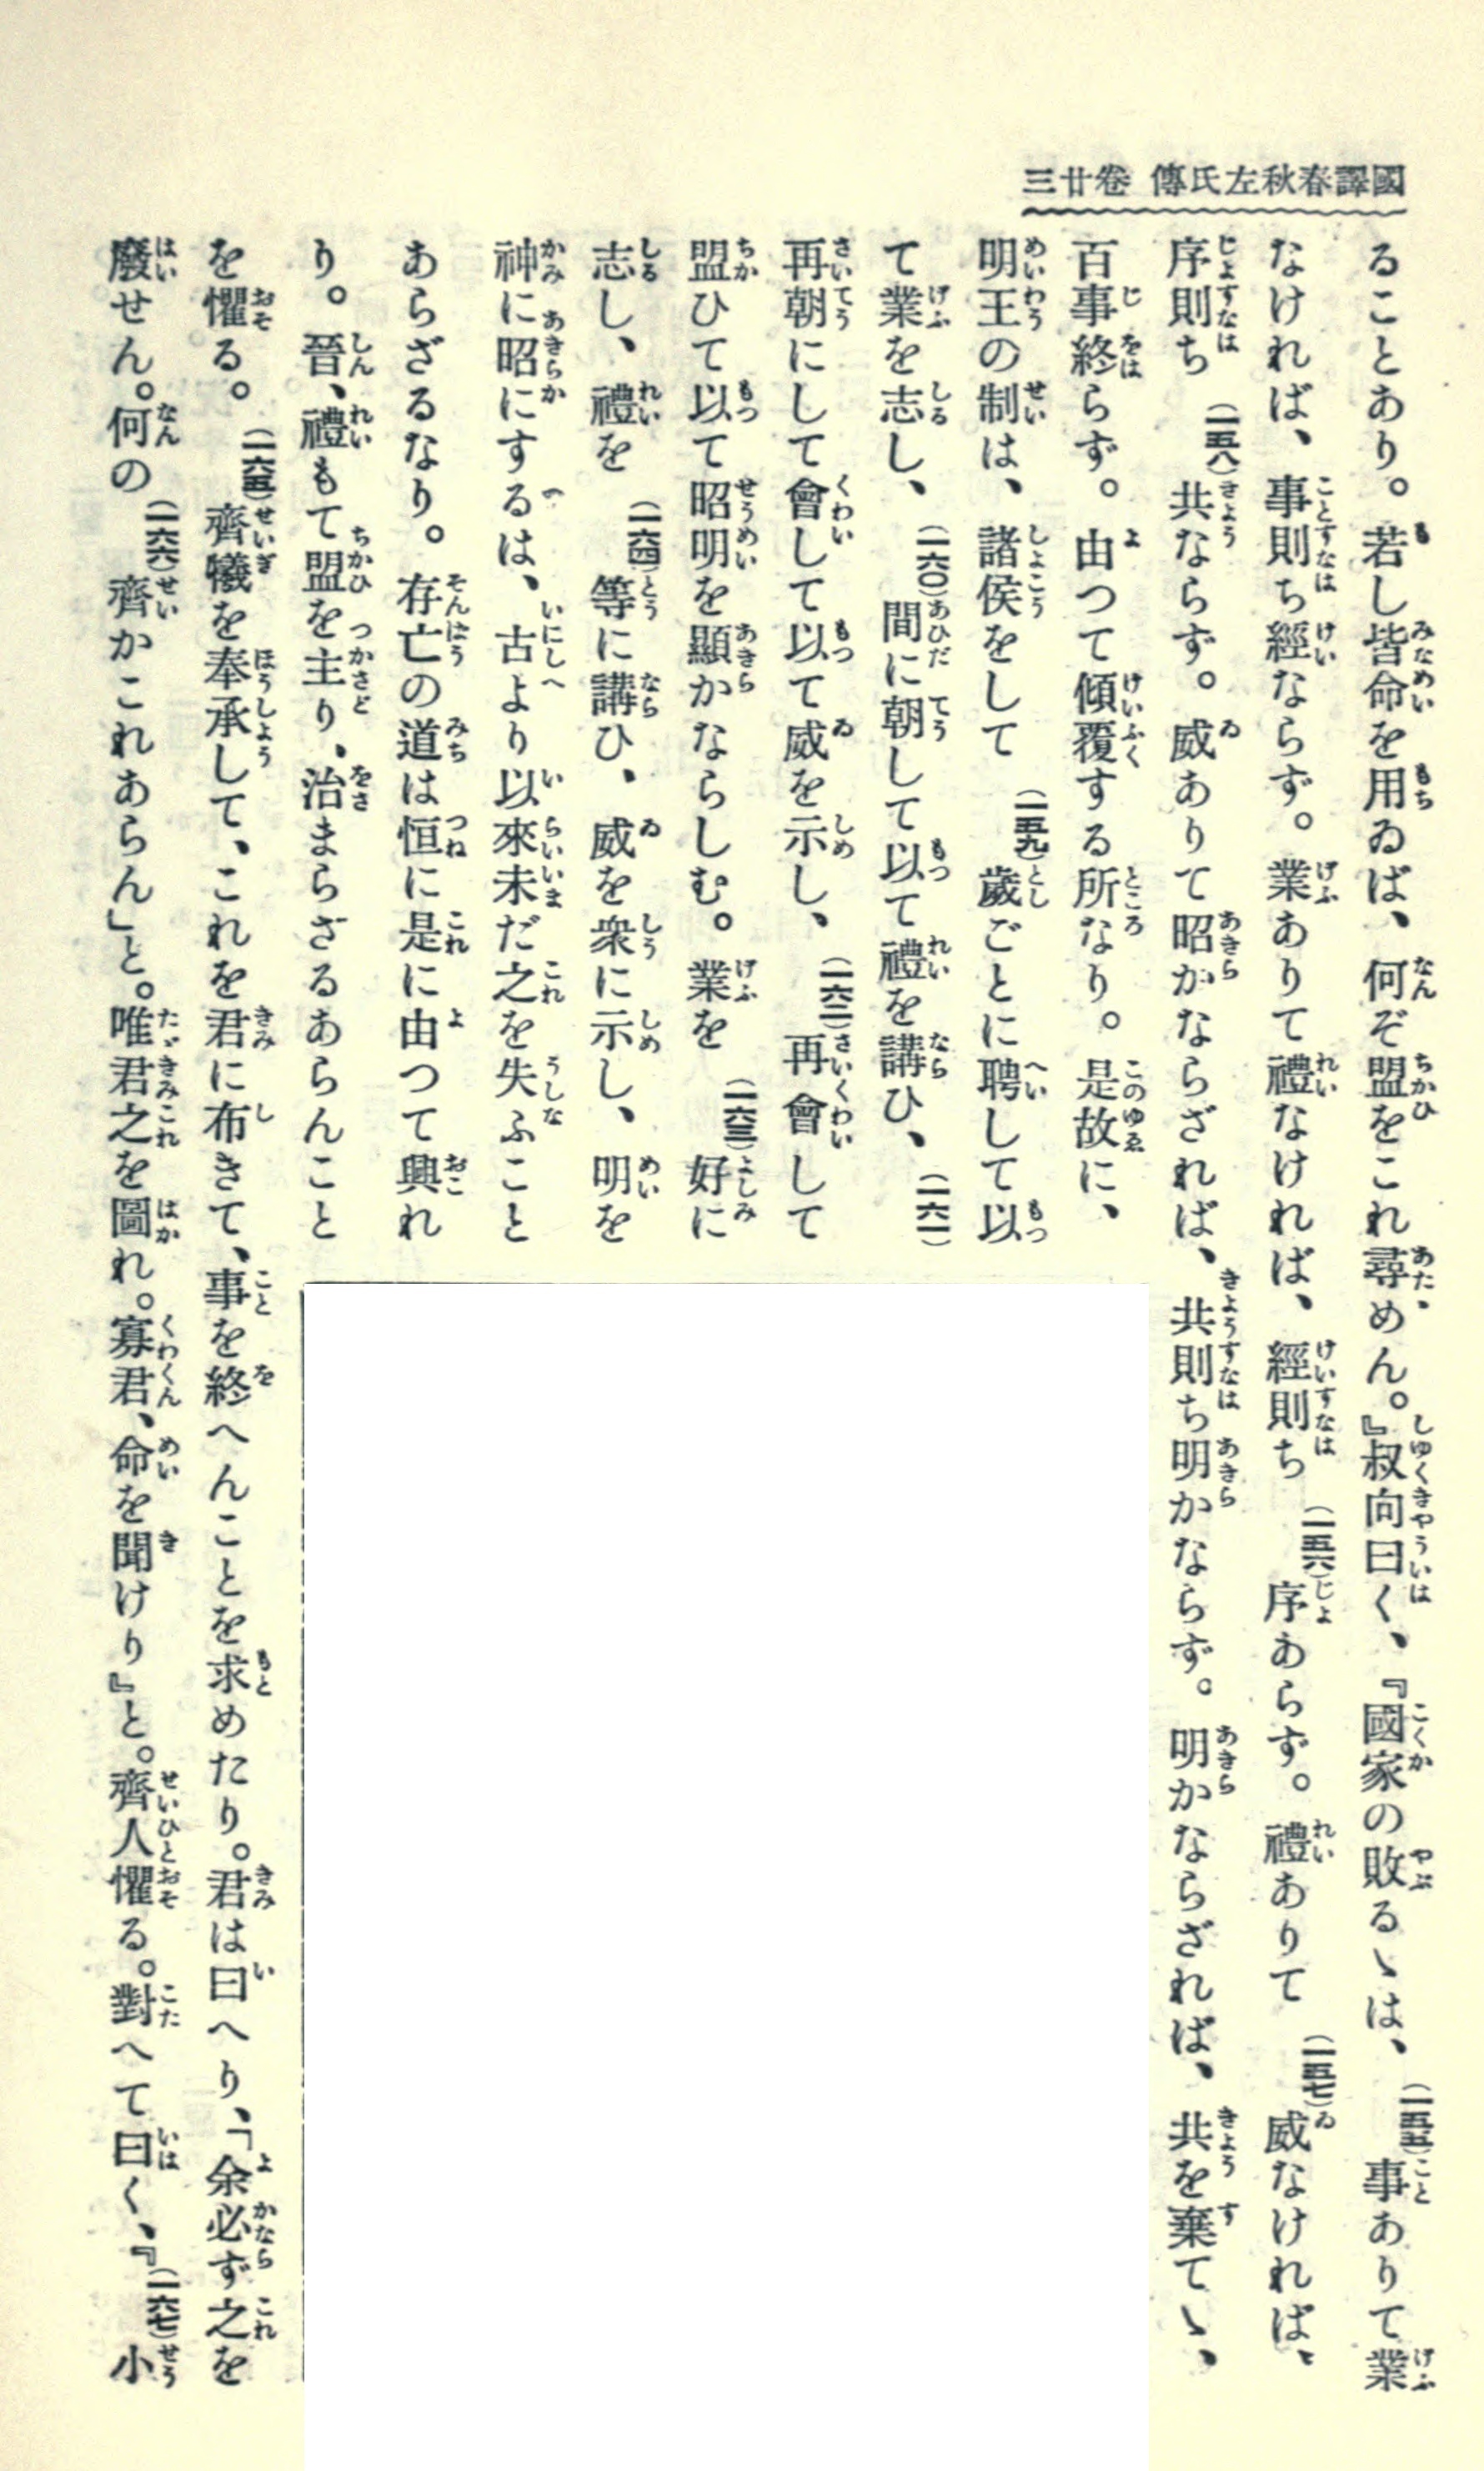 國譯春秋左氏傳 卷廿三
ることあり。若し皆命を用ゐば、何ぞ盟をこれ尋めん。』叔向曰く、『國家の敗るゝは、(一五五)事ありて業
なければ、事則ち經ならず。業ありて禮なければ、經則ち(一五六)序あらず。禮ありて(一五七)威なければ、
序則ち(一五八)共ならず。威ありて昭かならざれば、共則ち明かならず。明かならざれば、共を棄てゝ、
百事終らず。由つて傾覆する所なり。是故に、
明王の制は、諸侯をして(一五九)歲ごとに聘して以
て業を志し、(一六〇)間に朝して以て禮を講ひ、(一六一)
再朝にして會して以て威を示し、(一六二)再會して
盟ひて以て昭明を顯かならしむ。業を(一六三)好に
志し、禮を(一六四)等に講ひ、威を衆に示し、明を
神に昭にするは、古より以來未だ之を失ふこと
あらざるなり。存亡の道は恒に是に由つて興れ
り。晉、禮もて盟を主り、治まらざるあらんこと
を懼る。(一六五)齊犧を奉承して、これを君に布きて、事を終へんことを求めたり。君は曰へり、「余必ず之を
廢せん。何の(一六六)齊かこれあらん」と。唯君之を圖れ。寡君、命を聞けり』と。齊人懼る。對へて曰く、『(一六七)小